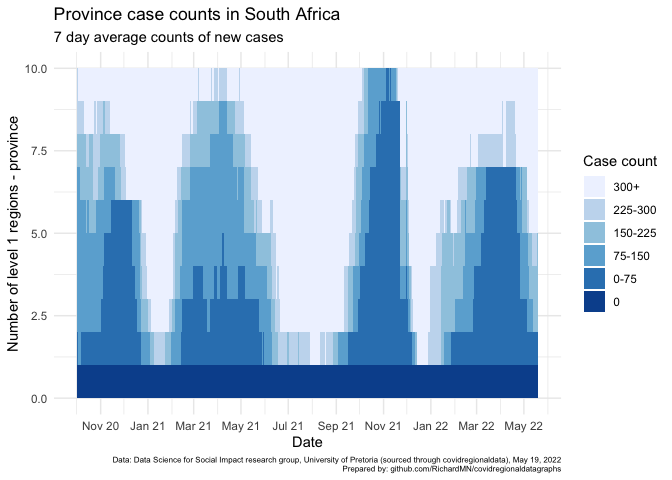 Province case counts in South Africa
7 day average counts of new cases
Number of level 1 regions - province
10.0
7.5
5.0
2.5
0.0
Nov 20 Jan 21 Mar 21 May 21 Jul 21 Sep 21 Nov 21 Jan 22 Mar 22 May 22
Date
Case count
300+
225-300
150-225
75-150
0-75
0
Data: Data Science for Social Impact research group, University of Pretoria (sourced through covidregionaldata), May 19, 2022
Prepared by: github.com/RichardMN/covidregionaldatagraphs